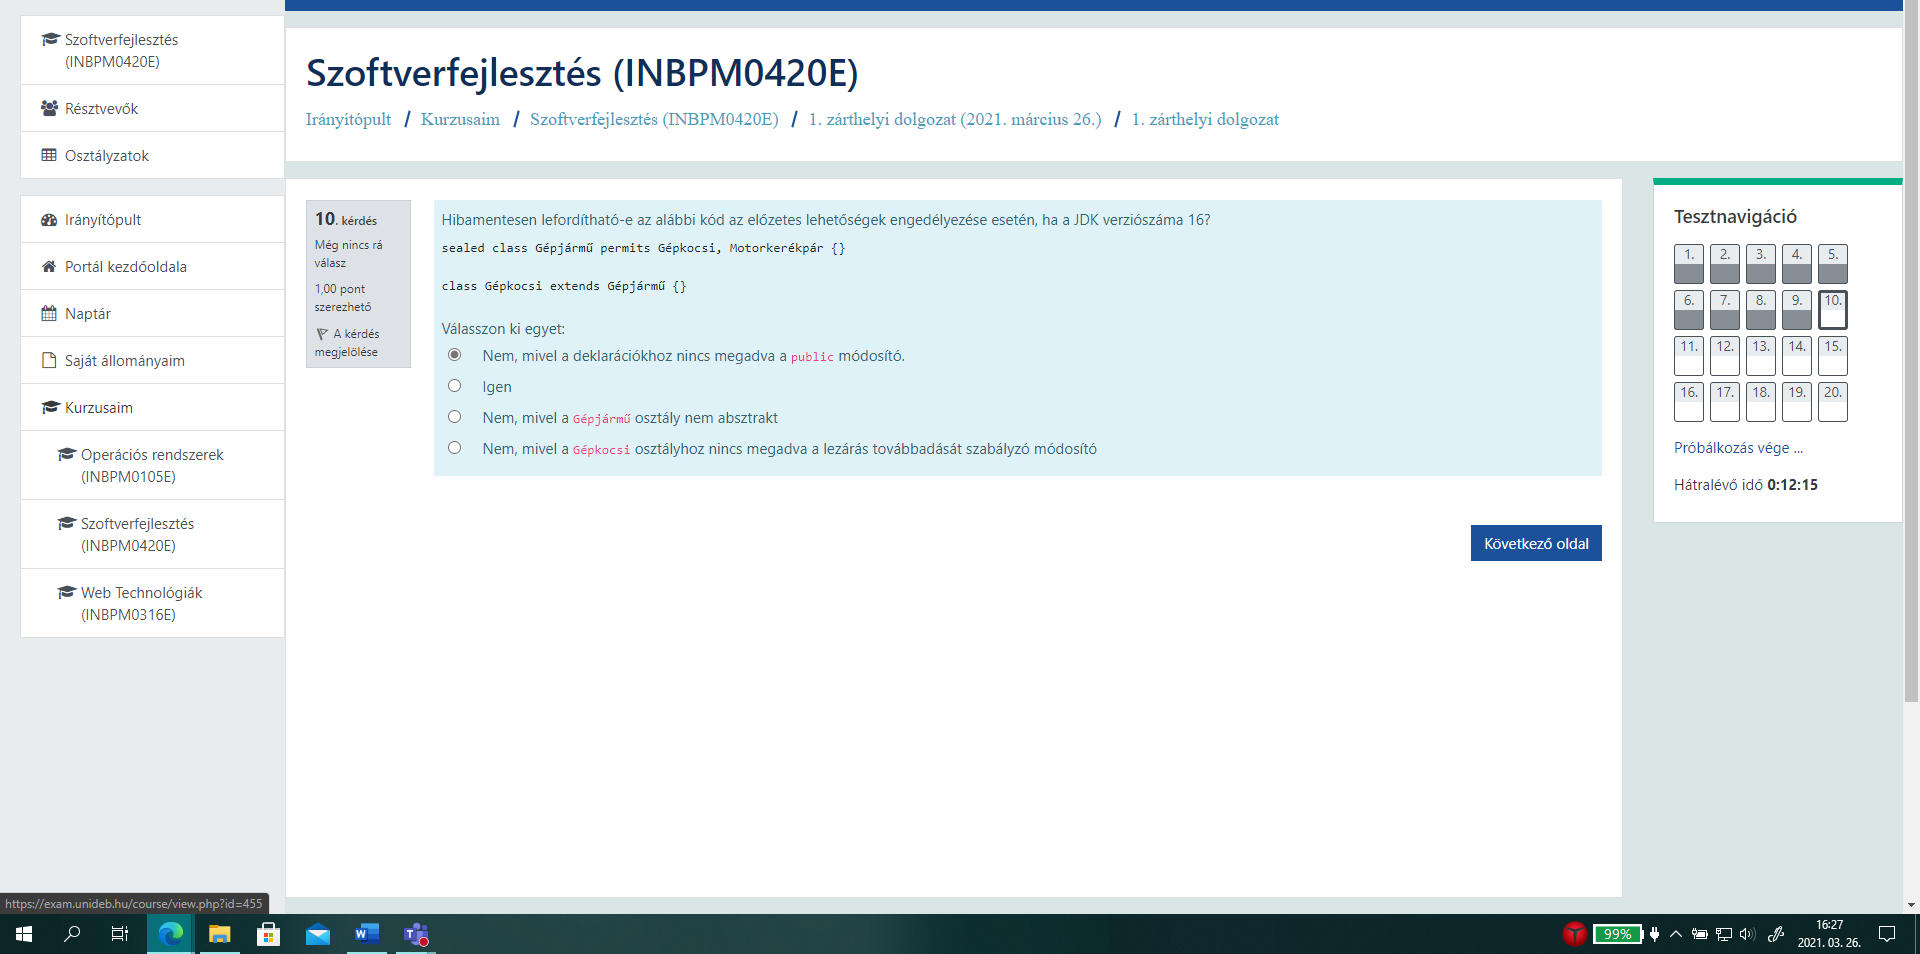 Szoftverfejlesztés
(INBPM0420E)
Résztvevők
Osztályzatok
Irányítópult
Portál kezdőoldala
Naptár
Saját állományaim
Kurzusaim
Operációs rendszerek
(INBPM0105E)
Szoftverfejlesztés
(INBPM0420E)
Web Technológiák
(INBPM0316E)
Szoftverfejlesztés (INBPM0420E)
Irányítópult / Kurzusaim / Szoftverfejlesztés (INBPM0420E) / 1. zárthelyi dolgozat (2021. március 26.) / 1. zárthelyi dolgozat
10. kérdés
Még nincs rá
válasz
1,00 pont
szerezhető
A kérdés
megjelölése
Hibamentesen lefordítható-e az alábbi kód az előzetes lehetőségek engedélyezése esetén, ha a JDK verziószáma 16?
sealed class Gépjármű permits Gépkocsi, Motorkerékpár {}
class Gépkocsi extends Gépjármű {}
Válasszon ki egyet:
Nem, mivel a deklarációkhoz nincs megadva a public módosító.
Igen
Nem, mivel a Gépjármű osztály nem absztrakt
Nem, mivel a Gépkocsi osztályhoz nincs megadva a lezárás továbbadását szabályzó módosító
Következő oldal
Tesztnavigáció
1. 2. 3. 4. 5.
6. 7. 8. 9. 10.
11. 12. 13. 14. 15.
16. 17. 18. 19. 20.
Próbálkozás vége ...
Hátralévő idő 0:12:15
https://exam.unideb.hu/course/view.php?id=455
99%
16:27
2021. 03. 26.